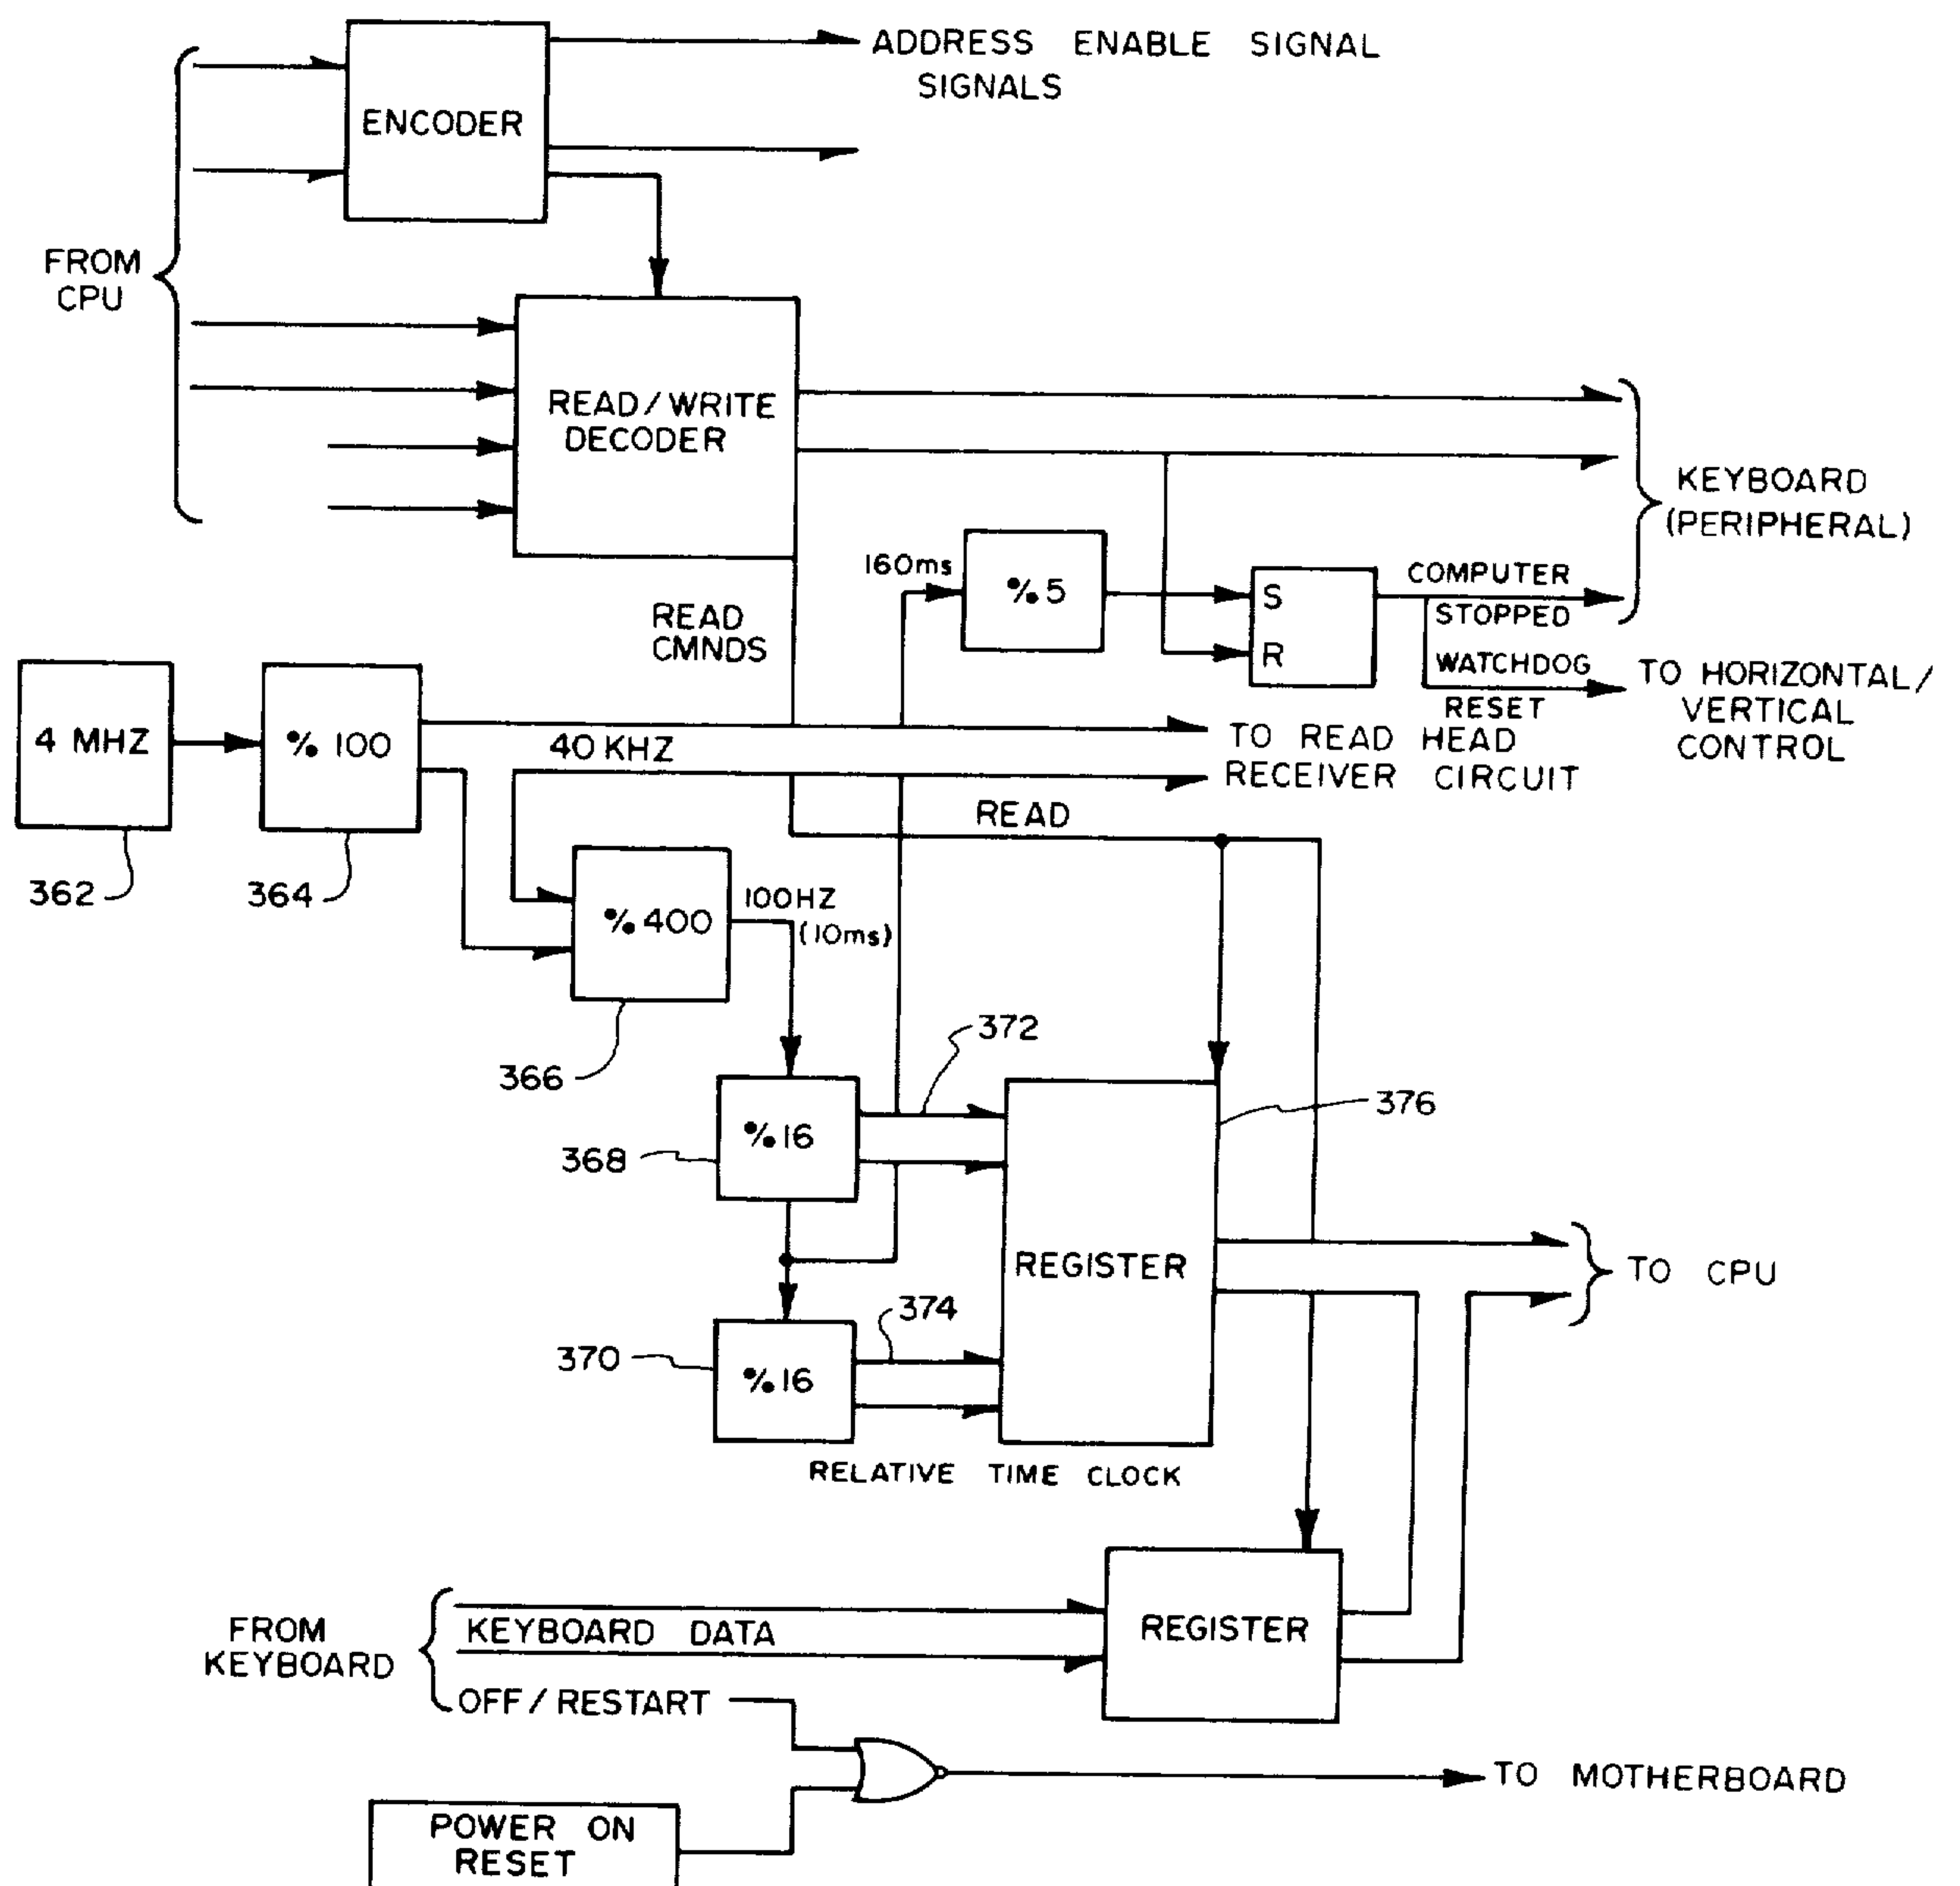 ADDRESS ENABLE SIGNAL
SIGNALS
ENCODER
FROM
CPU
READ/WRITE
DECODER
KEYBOARD
(PERIPHERAL)
160ms
%5
S
R
COMPUTER
STOPPED
WATCHDOG
RESET
TO HORIZONTAL/
VERTICAL
CONTROL
READ
CMNDS
4 MHZ
% 100
40 KHZ
TO READ HEAD
RECEIVER CIRCUIT
READ
362
364
% 400
100HZ
(10ms)
366
372
376
%16
368
REGISTER
TO CPU
374
370
%16
RELATIVE TIME CLOCK
FROM
KEYBOARD
KEYBOARD DATA
REGISTER
OFF/RESTART
TO MOTHERBOARD
POWER ON
RESET